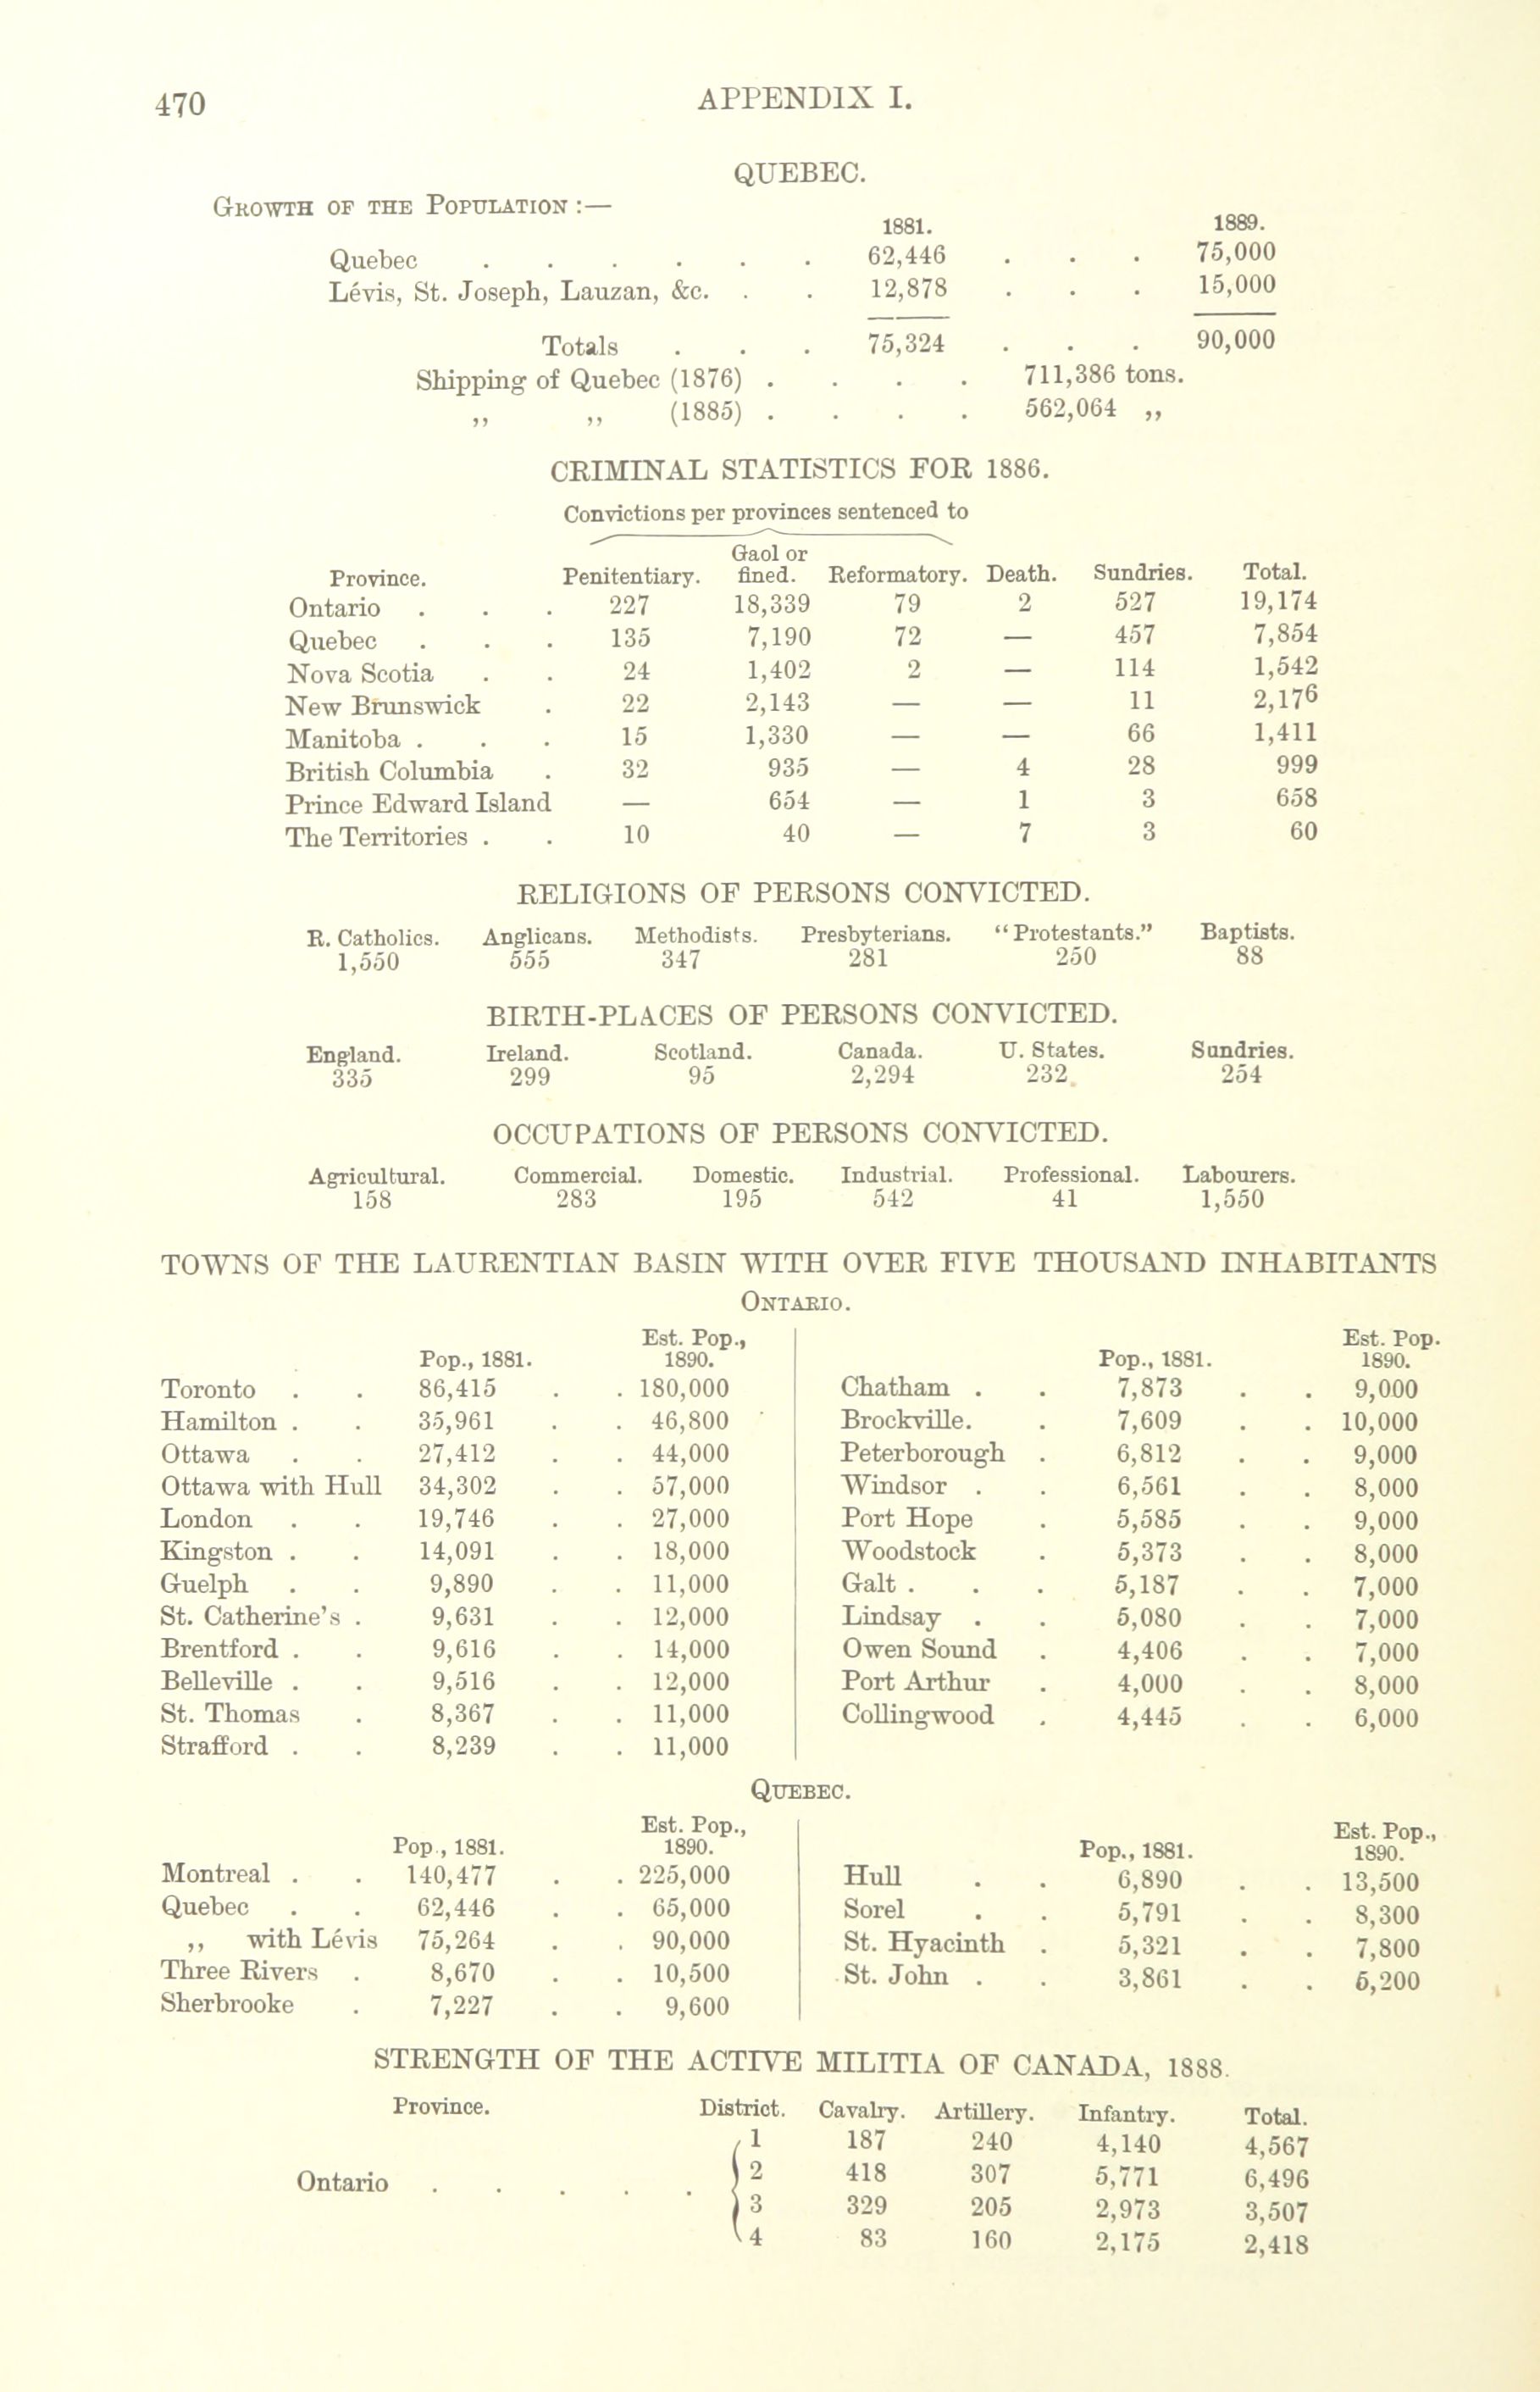 470
APPENDIX I.
QUEBEC.
GROWTH OF THE POPULATION :—
1881. 1889.
Quebec . . . . . . 62,446 . . . 75,000
Lévis, St. Joseph, Lauzan, &c. . . 12,878 . . . 15,000
Totals . . . 75,324 . . . 90,000
Shipping of Quebec (1876) . . . . 711,386 tons.
,, ,, (1885) . . . . 562,064 ,,
CRIMINAL STATISTICS FOR 1886.
Convictions per provinces sentenced to
Gaol or
Province. Penitentiary. fined. Reformatory. Death. Sundries. Total.
Ontario . . . 227 18,339 79 2 527 19,174
Quebec . . . 135 7,190 72 — 457 7,854
Nova Scotia . . 24 1,402 2 — 114 1,542
New Brunswick . 22 2,143 — — 11 2,176
Manitoba . . . 15 1,330 — — 66 1,411
British Columbia . 32 935 — 4 28 999
Prince Edward Island — 654 — 1 3 658
The Territories . . 10 40 — 7 3 60
RELIGIONS OF PERSONS CONVICTED.
R. Catholics. Anglicans. Methodists. Presbyterians. "Protestants." Baptists.
1,550 555 347 281 250 88
BIRTH-PLACES OF PERSONS CONVICTED.
England. Ireland. Scotland. Canada. U. States. Sundries.
335 299 95 2,294 232 254
OCCUPATIONS OF PERSONS CONVICTED.
Agricultural. Commercial. Domestic. Industrial. Professional. Labourers.
158 283 195 542 41 1,550
TOWNS OF THE LAURENTIAN BASIN WITH OVER FIVE THOUSAND INHABITANTS
ONTARIO.
Est. Pop.,
Pop., 1881. 1890.
Toronto . . 86,415 . . 180,000
Hamilton . . 35,961 . . 46,800
Ottawa . . 27,412 . . 44,000
Ottawa with Hull 34,302 . . 57,000
London . . 19,746 . . 27,000
Kingston . . 14,091 . . 18,000
Guelph . . 9,890 . . 11,000
St. Catherine's . 9,631 . . 12,000
Brentford . . 9,616 . . 14,000
Belleville . . 9,516 . . 12,000
St. Thomas . 8,367 . . 11,000
Strafford . . 8,239 . . 11,000
Est. Pop.
Pop., 1881. 1890.
Chatham . . 7,873 . . 9,000
Brockville. . 7,609 . . 10,000
Peterborough . 6,812 . . 9,000
Windsor . . 6,561 . . 8,000
Port Hope . 5,585 . . 9,000
Woodstock . 5,373 . . 8,000
Galt . . . 5,187 . . 7,000
Lindsay . . 5,080 . . 7,000
Owen Sound . 4,406 . . 7,000
Port Arthur . 4,000 . . 8,000
Collingwood . 4,445 . . 6,000
QUEBEC.
Est. Pop.,
Pop., 1881. 1890.
Montreal . . 140,477 . . 225,000
Quebec . . 62,446 . . 65,000
,, with Lévis 75,264 . . 90,000
Three Rivers . 8,670 . . 10,500
Sherbrooke . 7,227 . . 9,600
Est. Pop.,
Pop., 1881. 1890.
Hull . . 6,890 . . 13,500
Sorel . . 5,791 . . 8,300
St. Hyacinth . 5,321 . . 7,800
St. John . . 3,861 . . 5,200
STRENGTH OF THE ACTIVE MILITIA OF CANADA, 1888.
Province. District. Cavalry. Artillery. Infantry. Total.
1 187 240 4,140 4,567
Ontario . . . . . 2 418 307 5,771 6,496
3 329 205 2,973 3,507
4 83 160 2,175 2,418